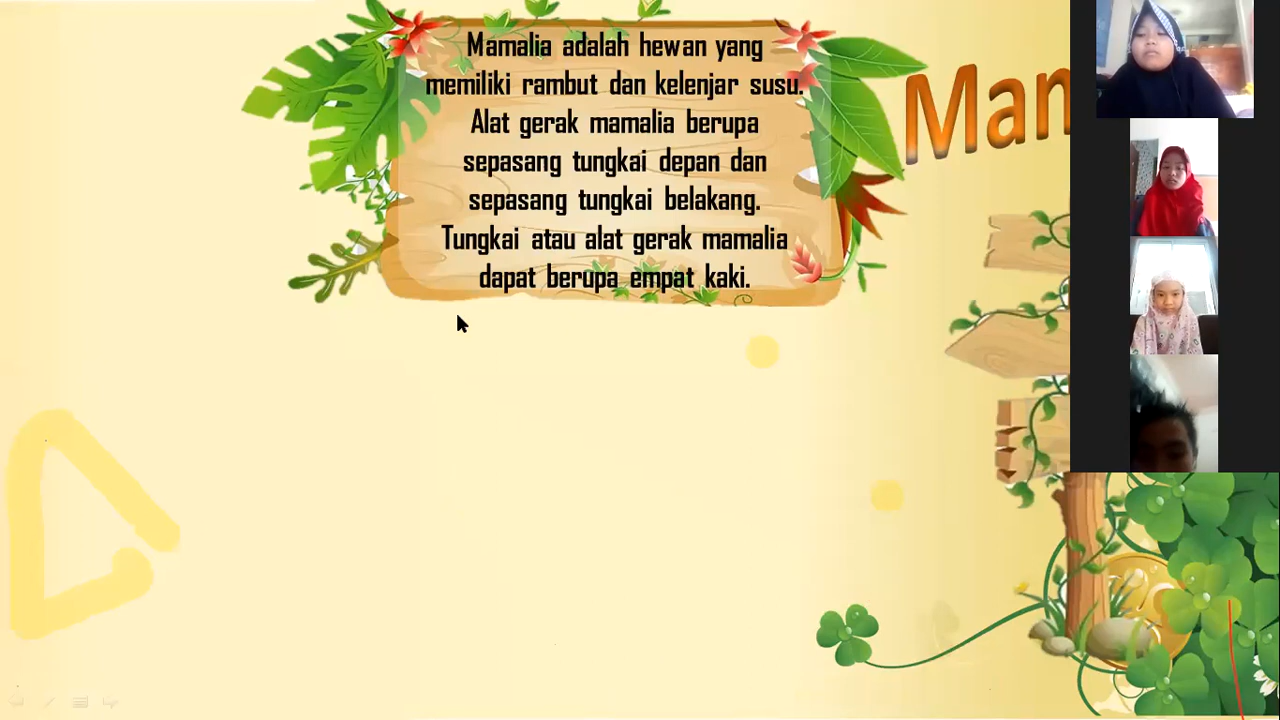 Mamalia adalah hewan yang
memiliki rambut dan kelenjar susu.
Alat gerak mamalia berupa
sepasang tungkai depan dan
sepasang tungkai belakang.
Tungkai atau alat gerak mamalia
dapat berupa empat kaki.
Mam